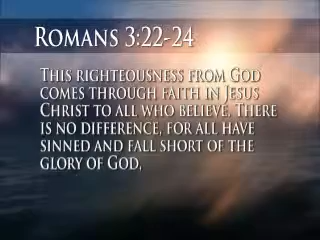 Romans 3:22-24
This righteousness from God
comes through faith in Jesus
Christ to all who believe. There
is no difference, for all have
sinned and fall short of the
glory of God,